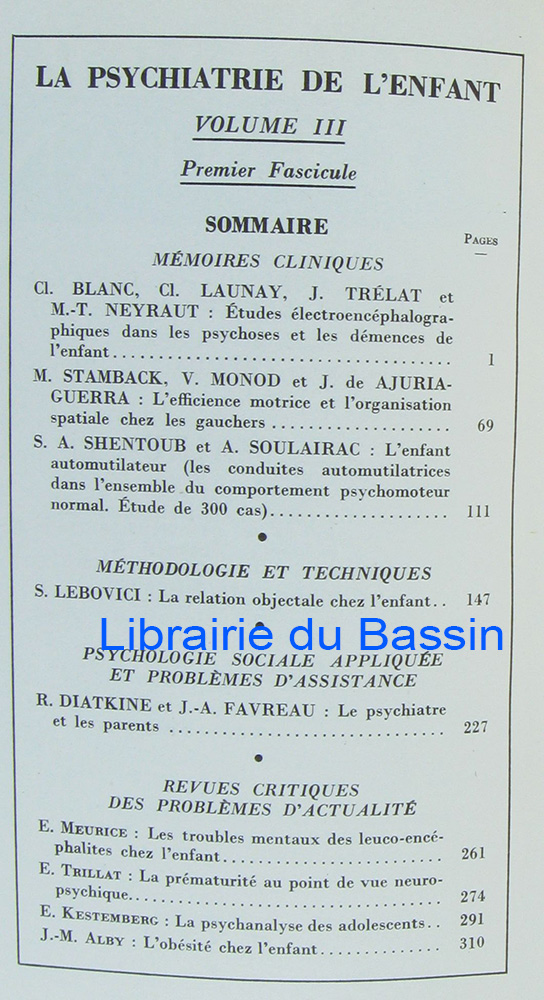 LA PSYCHIATRIE DE L'ENFANT
VOLUME III
Premier Fascicule
SOMMAIRE
PAGES
MÉMOIRES CLINIQUES
Cl. BLANC, Cl. LAUNAY, J. TRÉLAT et
M.-T. NEYRAUT : Études électroencéphalogra-
phiques dans les psychoses et les démences de
l'enfant.................................... 1
M. STAMBACK, V. MONOD et J. de AJURIA-
GUERRA : L'efficience motrice et l'organisation
spatiale chez les gauchers ................... 69
S. A. SHENTOUB et A. SOULAIRAC : L'enfant
automutilateur (les conduites automutilatrices
dans l'ensemble du comportement psychomoteur
normal. Étude de 300 cas).................... 111
•
MÉTHODOLOGIE ET TECHNIQUES
S. LEBOVICI : La relation objectale chez l'enfant.. 147
•
Librairie du Bassin
PSYCHOLOGIE SOCIALE APPLIQUÉE
ET PROBLÈMES D'ASSISTANCE
R. DIATKINE et J.-A. FAVREAU : Le psychiatre
et les parents ............................... 227
•
REVUES CRITIQUES
DES PROBLÈMES D'ACTUALITÉ
E. MEURICE : Les troubles mentaux des leuco-encé-
phalites chez l'enfant......................... 261
E. TRILLAT : La prématurité au point de vue neuro-
psychique.................................. 274
E. KESTEMBERG : La psychanalyse des adolescents.. 291
J.-M. ALBY : L'obésité chez l'enfant.............. 310